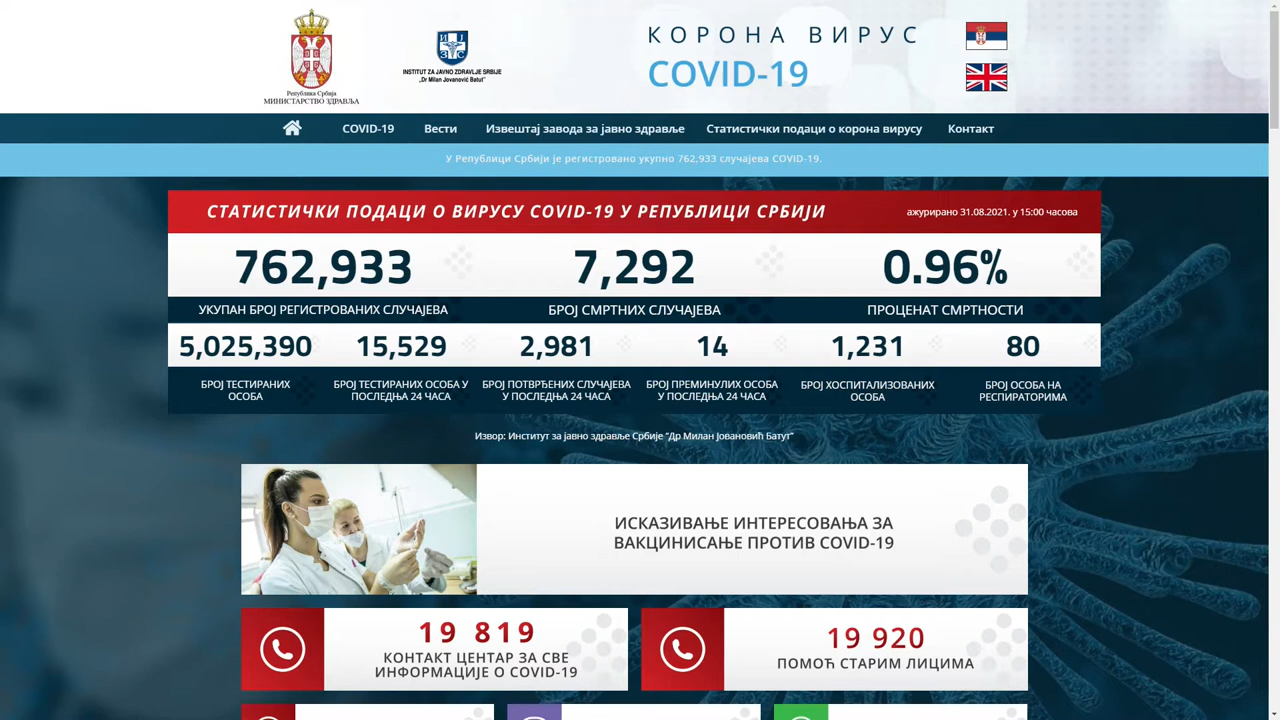 КОРОНА ВИРУС
COVID-19
Република Србија
МИНИСТАРСТВО ЗДРАВЉА
ИЈ
ЗС
INSTITUT ZA JAVNO ZDRAVLJE SRBIJE
„Dr Milan Jovanović Batut"
COVID-19 Вести Извештај завода за јавно здравље Статистички подаци о корона вирусу Контакт
У Републици Србији је регистровано укупно 762,933 случајева COVID-19.
СТАТИСТИЧКИ ПОДАЦИ О ВИРУСУ COVID-19 У РЕПУБЛИЦИ СРБИЈИ
ажурирано 31.08.2021. у 15:00 часова
762,933 7,292 0.96%
УКУПАН БРОЈ РЕГИСТРОВАНИХ СЛУЧАЈЕВА БРОЈ СМРТНИХ СЛУЧАЈЕВА ПРОЦЕНАТ СМРТНОСТИ
5,025,390 15,529 2,981 14 1,231 80
БРОЈ ТЕСТИРАНИХ
ОСОБА
БРОЈ ТЕСТИРАНИХ ОСОБА У
ПОСЛЕДЊА 24 ЧАСА
БРОЈ ПОТВРЂЕНИХ СЛУЧАЈЕВА
У ПОСЛЕДЊА 24 ЧАСА
БРОЈ ПРЕМИНУЛИХ ОСОБА
У ПОСЛЕДЊА 24 ЧАСА
БРОЈ ХОСПИТАЛИЗОВАНИХ
ОСОБА
БРОЈ ОСОБА НА
РЕСПИРАТОРИМА
Извор: Институт за јавно здравље Србије "Др Милан Јовановић Батут"
ИСКАЗИВАЊЕ ИНТЕРЕСОВАЊА ЗА
ВАКЦИНИСАЊЕ ПРОТИВ COVID-19
19 819
КОНТАКТ ЦЕНТАР ЗА СВЕ
ИНФОРМАЦИЈЕ О COVID-19
19 920
ПОМОЋ СТАРИМ ЛИЦИМА